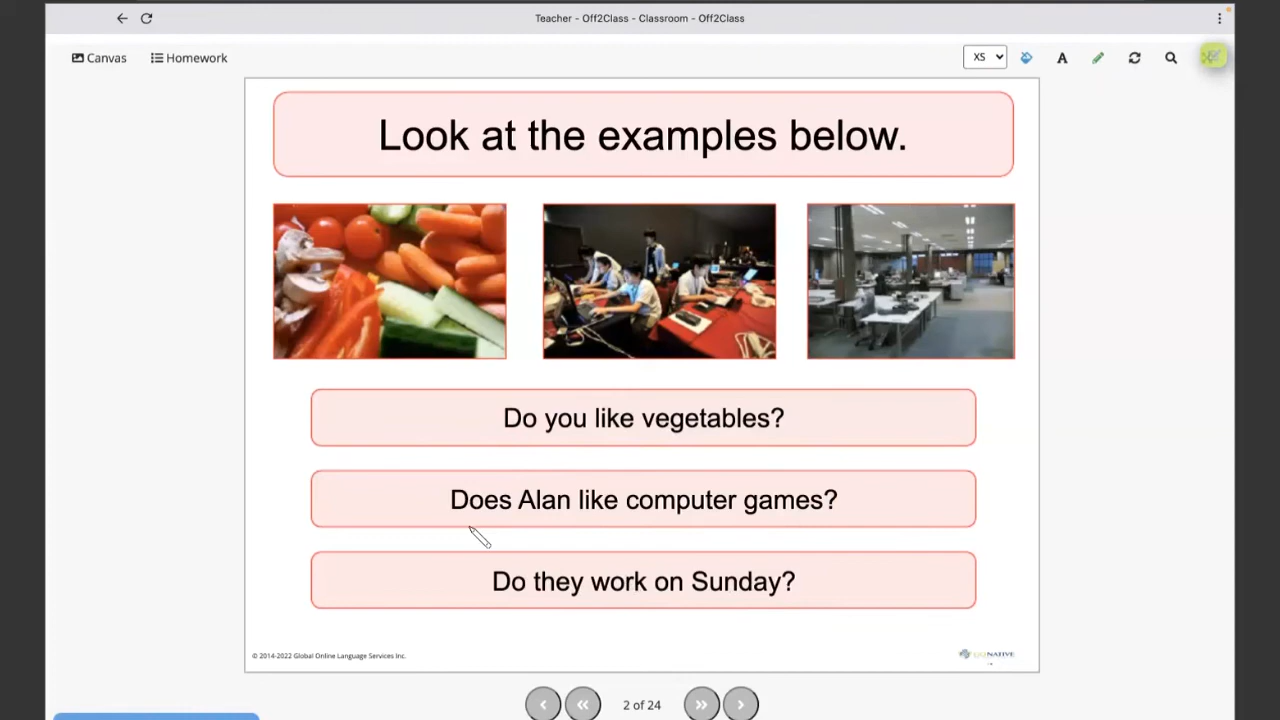 Teacher - Off2Class - Classroom - Off2Class
Canvas
Homework
XS
A
Look at the examples below.
Do you like vegetables?
Does Alan like computer games?
Do they work on Sunday?
© 2014-2022 Global Online Language Services Inc.
2 of 24